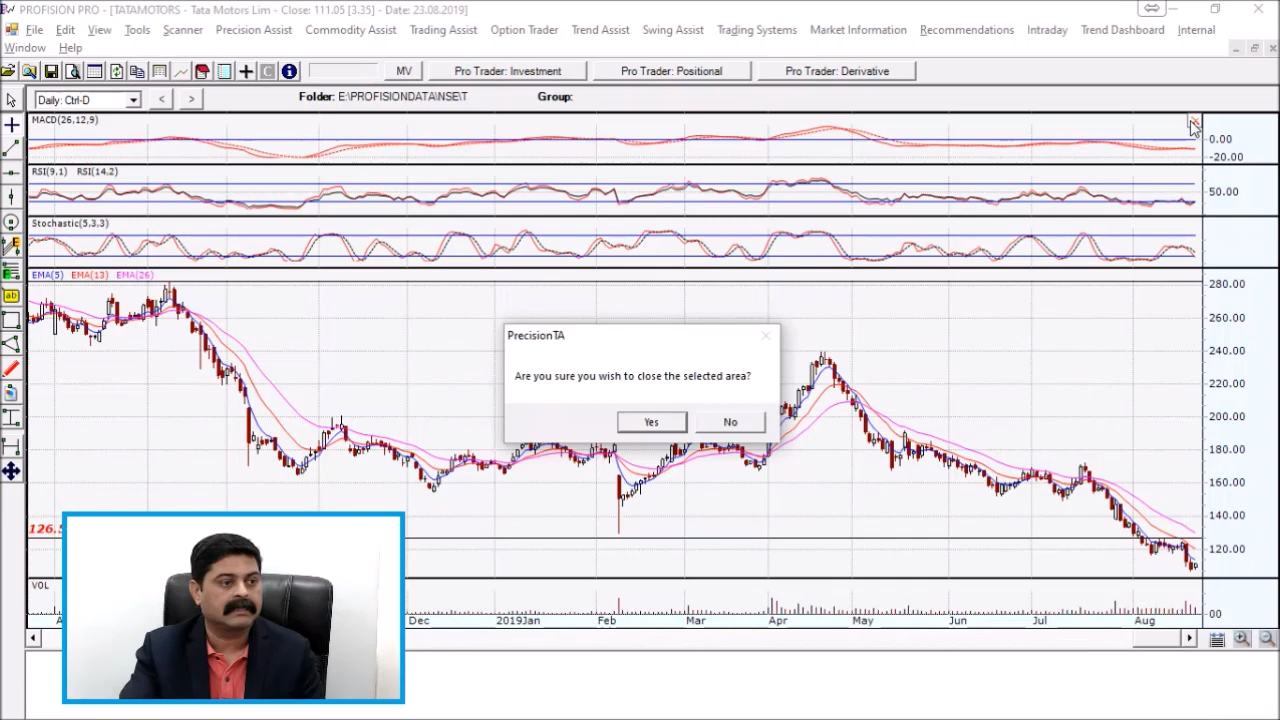 PROFISION PRO - [TATAMOTORS - Tata Motors Lim - Close: 111.05 [3.35] - Date: 23.08.2019]
File Edit View Tools Scanner Precision Assist Commodity Assist Trading Assist Option Trader Trend Assist Swing Assist Trading Systems Market Information Recommendations Intraday Trend Dashboard Internal
Window Help
MV Pro Trader: Investment Pro Trader: Positional Pro Trader: Derivative
Daily: Ctrl-D < > Folder: E:\PROFISIONDATA\NSE\T Group:
MACD(26,12,9)
0.00
-20.00
RSI(9,1) RSI(14,2)
50.00
Stochastic(5,3,3)
EMA(5) EMA(13) EMA(26)
280.00
260.00
240.00
220.00
200.00
180.00
160.00
140.00
120.00
PrecisionTA
Are you sure you wish to close the selected area?
Yes No
ab
VOL
00
Dec 2019Jan Feb Mar Apr May Jun Jul Aug